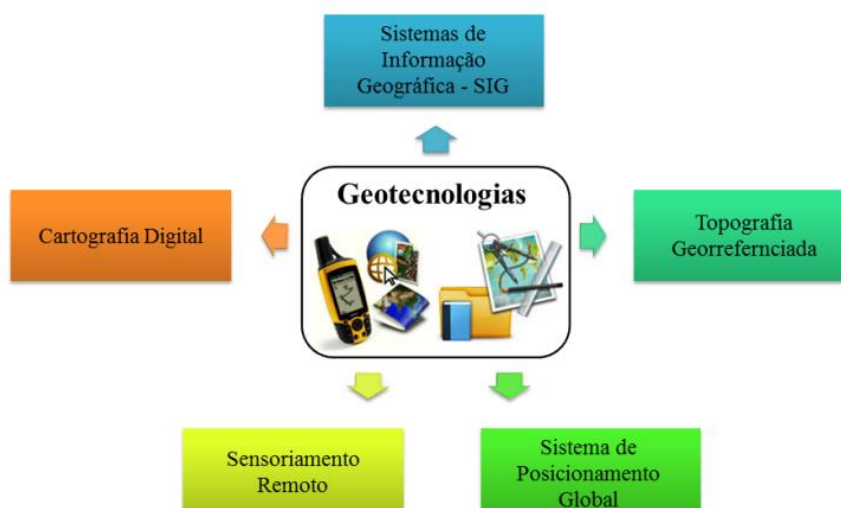 Sistemas de
Informação
Geográfica - SIG
Geotecnologias
Cartografia Digital
Topografia
Georrefernciada
Sensoriamento
Remoto
Sistema de
Posicionamento
Global